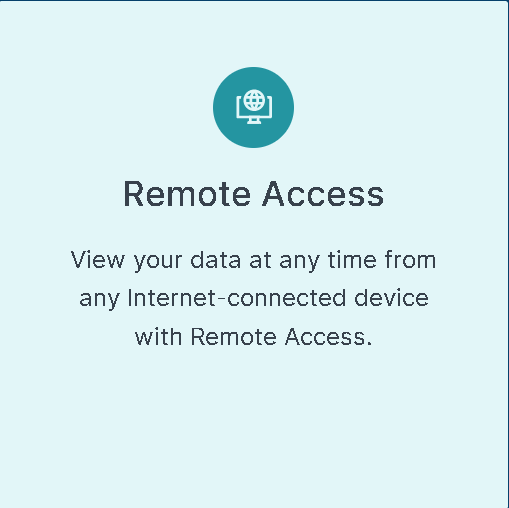 Remote Access
View your data at any time from
any Internet-connected device
with Remote Access.